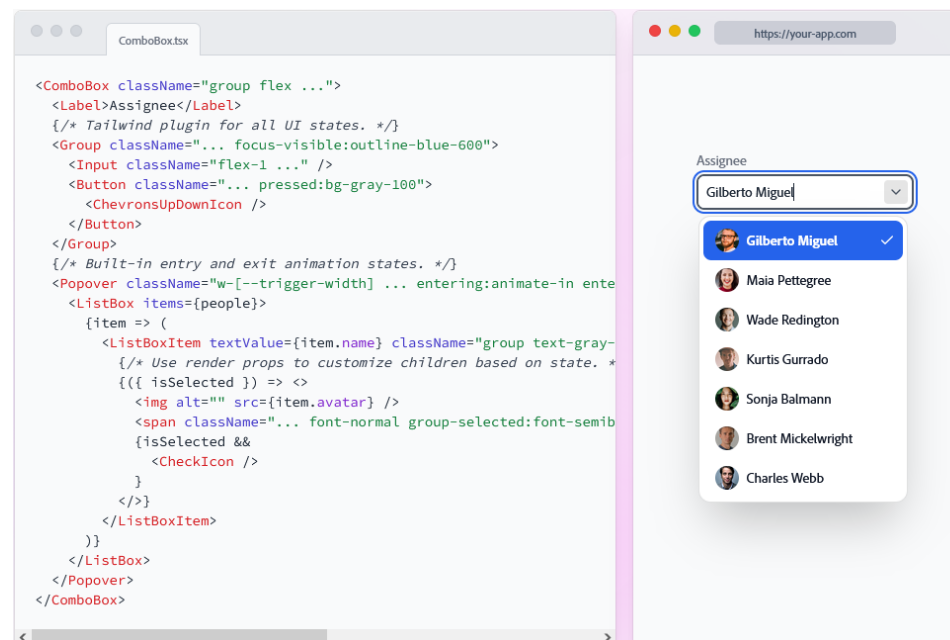 ComboBox.tsx
<ComboBox className="group flex ...">
<Label>Assignee</Label>
{/* Tailwind plugin for all UI states. */}
<Group className="... focus-visible:outline-blue-600">
<Input className="flex-1 ..." />
<Button className="... pressed:bg-gray-100">
<ChevronsUpDownIcon />
</Button>
</Group>
{/* Built-in entry and exit animation states. */}
<Popover className="w-[--trigger-width] ... entering:animate-in ente
<ListBox items={people}>
{item => (
<ListBoxItem textValue={item.name} className="group text-gray-
{/* Use render props to customize children based on state. *
{({ isSelected }) => <>
<img alt="" src={item.avatar} />
<span className="... font-normal group-selected:font-semib
{isSelected &&
<CheckIcon />
}
</>}
</ListBoxItem>
)}
</ListBox>
</Popover>
</ComboBox>
https://your-app.com
Assignee
Gilberto Miguel
Gilberto Miguel
Maia Pettegree
Wade Redington
Kurtis Gurrado
Sonja Balmann
Brent Mickelwright
Charles Webb